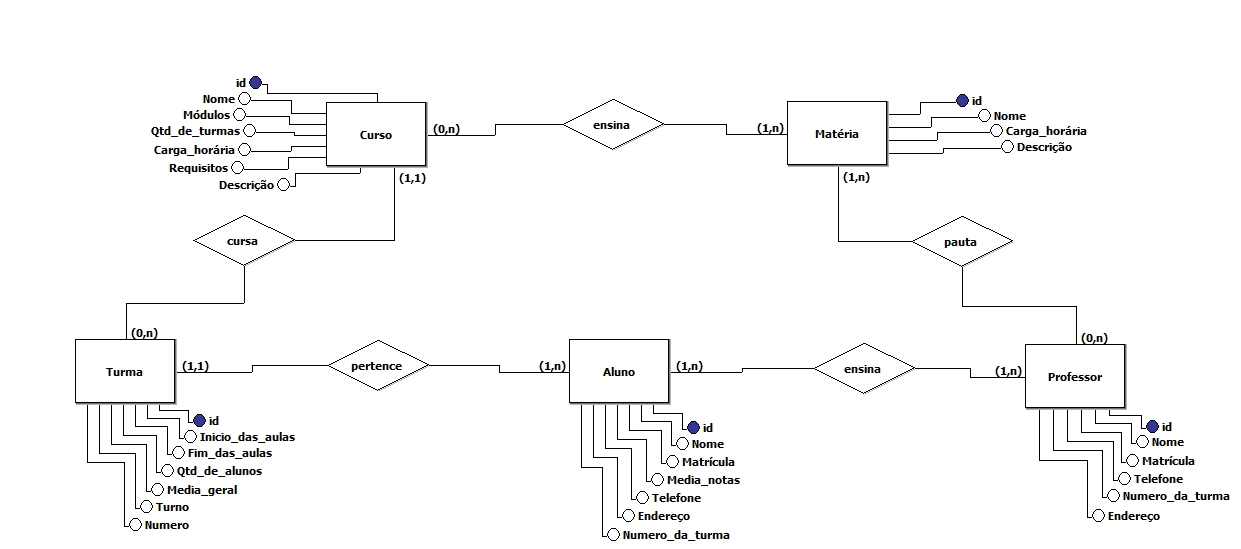 id
Nome
Módulos
Qtd_de_turmas
Carga_horária
Requisitos
Descrição
Curso
(0,n)
(1,1)
ensina
(1,n)
Matéria
(1,n)
id
Nome
Carga_horária
Descrição
cursa
pauta
(0,n)
Turma
(1,1)
pertence
(1,n)
Aluno
(1,n)
ensina
(1,n)
(0,n)
Professor
id
Inicio_das_aulas
Fim_das_aulas
Qtd_de_alunos
Media_geral
Turno
Numero
id
Nome
Matrícula
Media_notas
Telefone
Endereço
Numero_da_turma
id
Nome
Matrícula
Telefone
Numero_da_turma
Endereço